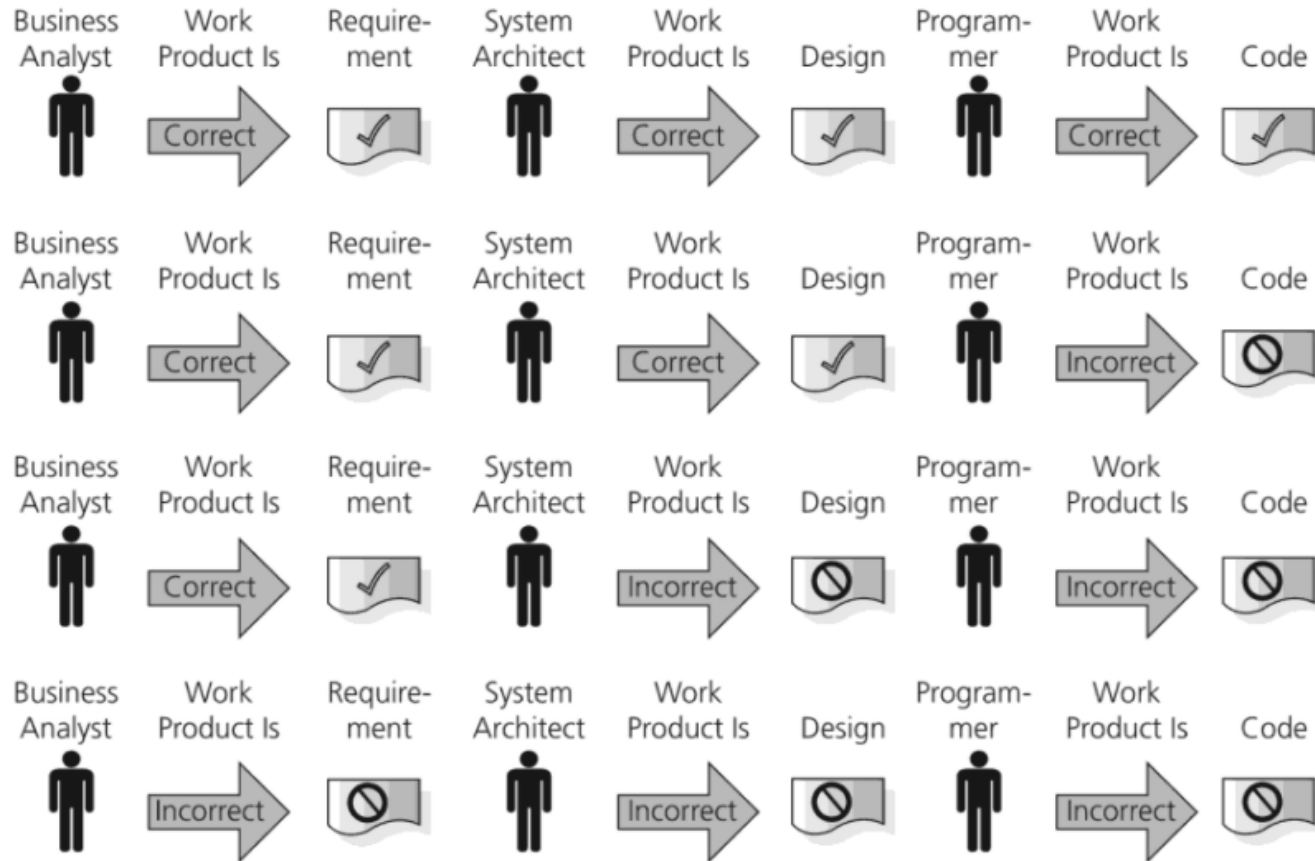 Business Work Require- System Work Program- Work
Analyst Product Is ment Architect Product Is Design mer Product Is Code
Correct Correct Correct
Business Work Require- System Work Program- Work
Analyst Product Is ment Architect Product Is Design mer Product Is Code
Correct Correct Incorrect
Business Work Require- System Work Program- Work
Analyst Product Is ment Architect Product Is Design mer Product Is Code
Correct Incorrect Incorrect
Business Work Require- System Work Program- Work
Analyst Product Is ment Architect Product Is Design mer Product Is Code
Incorrect Incorrect Incorrect